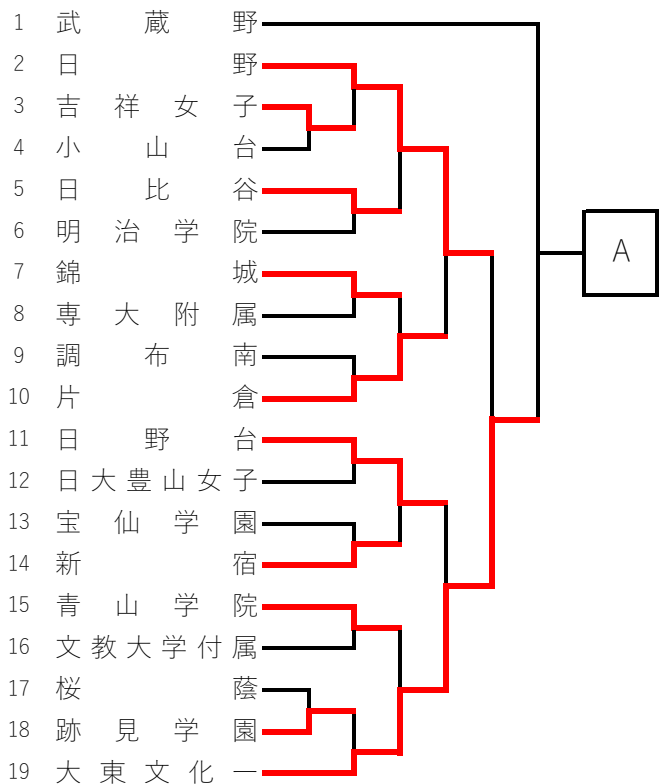 1 武蔵野
2 日野
3 吉祥女子
4 小山台
5 日比谷
6 明治学院
7 錦城
8 専大附属
9 調布南
10 片倉
11 日野台
12 日大豊山女子
13 宝仙学園
14 新宿
15 青山学院
16 文教大学付属
17 桜蔭
18 跡見学園
19 大東文化一
A